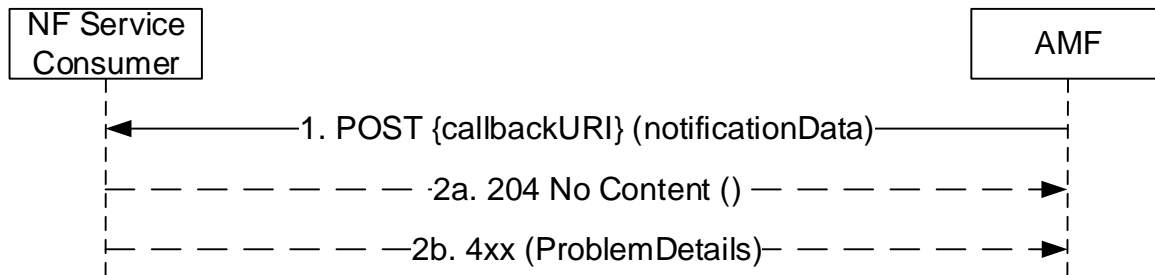 NF Service
Consumer
AMF
1. POST {callbackURI} (notificationData)
2a. 204 No Content ()
2b. 4xx (ProblemDetails)